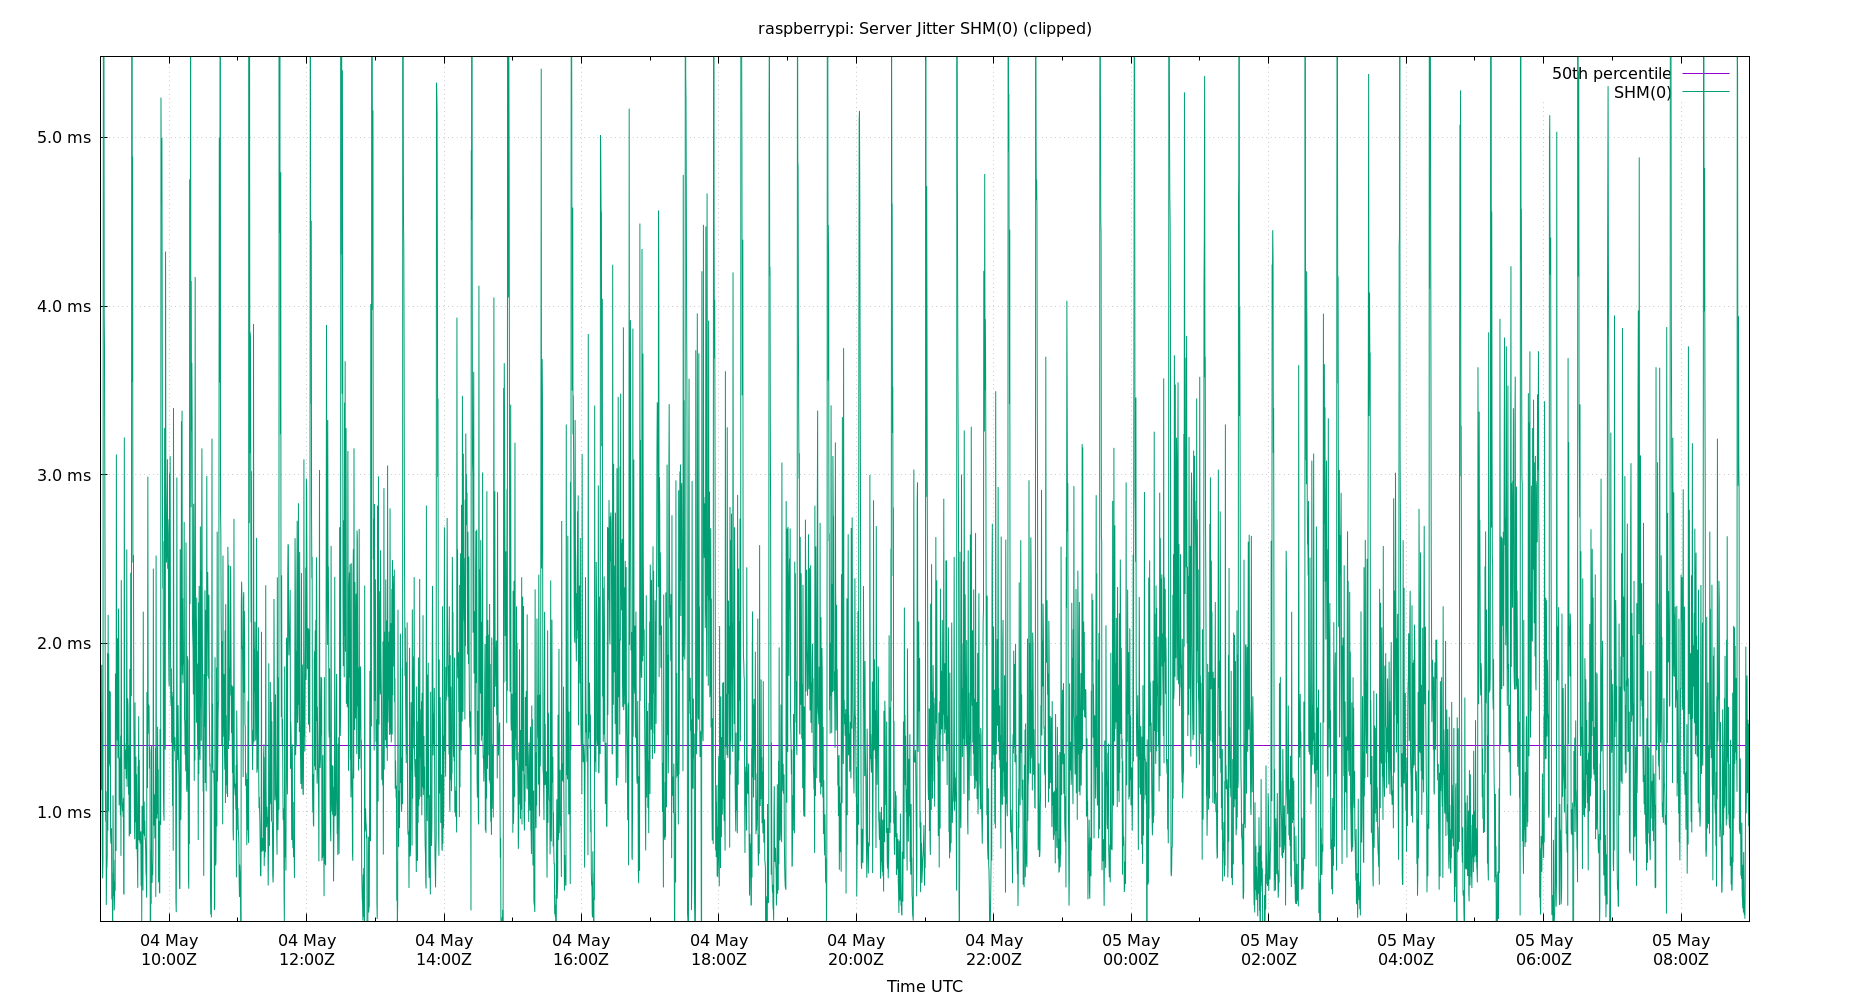 raspberrypi: Server Jitter SHM(0) (clipped)
50th percentile
SHM(0)
5.0 ms
4.0 ms
3.0 ms
2.0 ms
1.0 ms
04 May 04 May 04 May 04 May 04 May 04 May 04 May 05 May 05 May 05 May 05 May 05 May
10:00Z 12:00Z 14:00Z 16:00Z 18:00Z 20:00Z 22:00Z 00:00Z 02:00Z 04:00Z 06:00Z 08:00Z
Time UTC